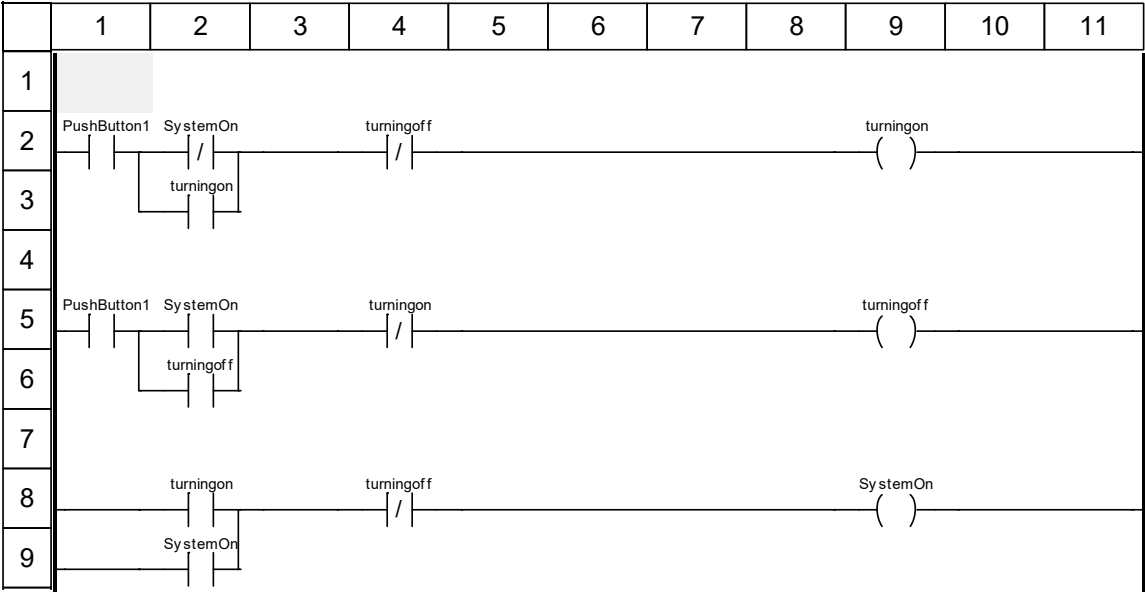 1 2 3 4 5 6 7 8 9 10 11
1
PushButton1 SystemOn turningoff turningon
2 / /
turningon
3
4
PushButton1 SystemOn turningon turningoff
5 /
turningoff
6
7
turningon turningoff SystemOn
8 /
SystemOn
9